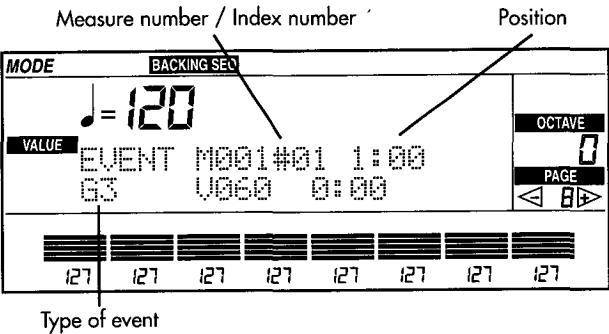 Measure number / Index number
Position
MODE
BACKING SEQ
♩=120
OCTAVE
0
VALUE
EVENT M001#01 1:00
G3 V060 0:00
PAGE
- 8 +
127 127 127 127 127 127 127 127
Type of event